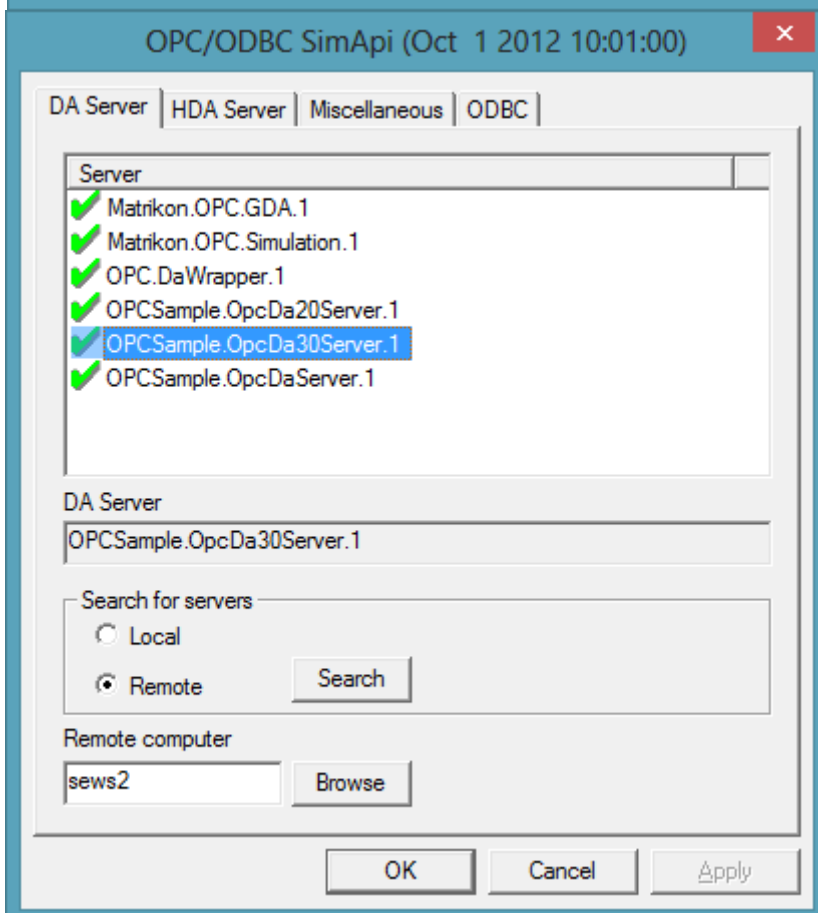 OPC/ODBC SimApi (Oct 1 2012 10:01:00)
DA Server HDA Server Miscellaneous ODBC
Server
Matrikon.OPC.GDA.1
Matrikon.OPC.Simulation.1
OPC.DaWrapper.1
OPCSample.OpcDa20Server.1
OPCSample.OpcDa30Server.1
OPCSample.OpcDaServer.1
DA Server
OPCSample.OpcDa30Server.1
Search for servers
Local
Remote Search
Remote computer
sews2 Browse
OK Cancel Apply